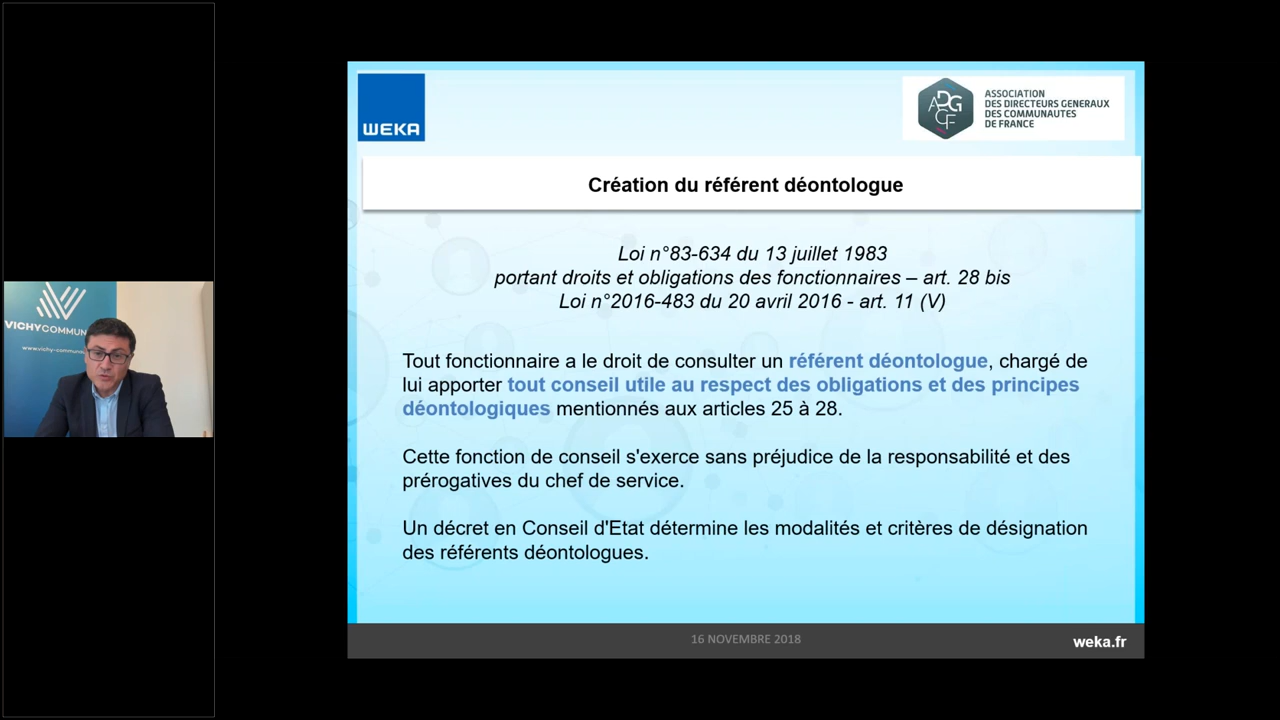 VICHYCOMMUN
www.vichy-commun
WEKA
ADGCF
ASSOCIATION
DES DIRECTEURS GENERAUX
DES COMMUNAUTES
DE FRANCE
Création du référent déontologue
Loi n°83-634 du 13 juillet 1983
portant droits et obligations des fonctionnaires – art. 28 bis
Loi n°2016-483 du 20 avril 2016 - art. 11 (V)
Tout fonctionnaire a le droit de consulter un référent déontologue, chargé de
lui apporter tout conseil utile au respect des obligations et des principes
déontologiques mentionnés aux articles 25 à 28.
Cette fonction de conseil s'exerce sans préjudice de la responsabilité et des
prérogatives du chef de service.
Un décret en Conseil d'Etat détermine les modalités et critères de désignation
des référents déontologues.
16 NOVEMBRE 2018
weka.fr